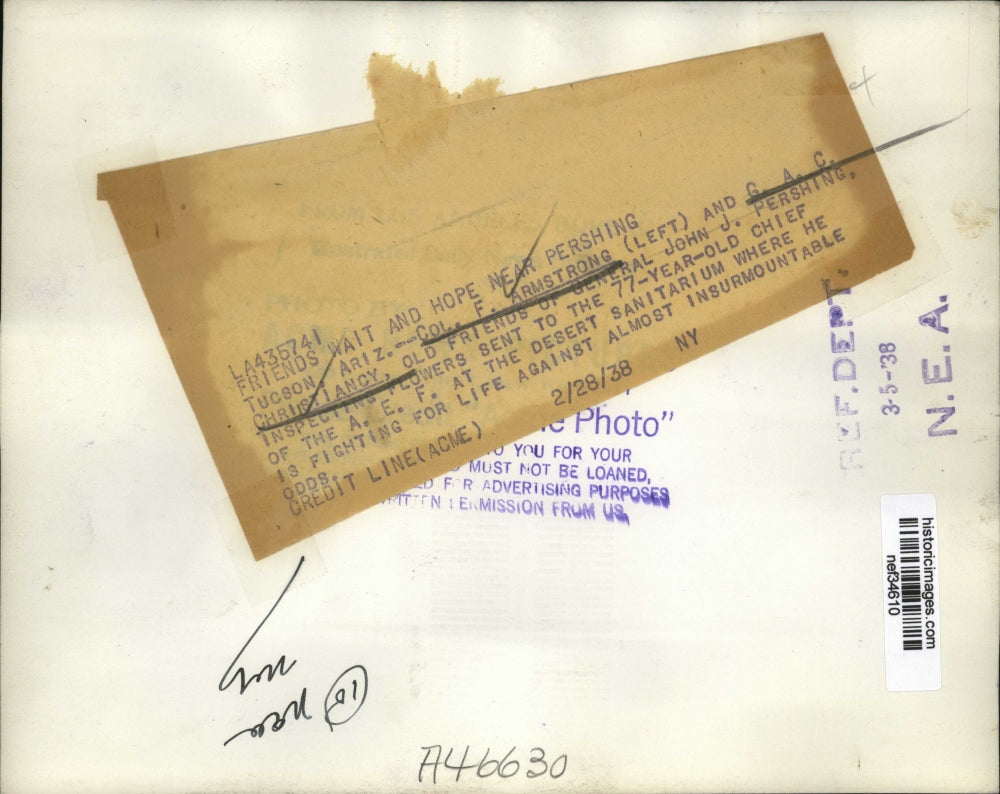 LA435741
FRIENDS WAIT AND HOPE NEAR PERSHING
TUCSON, ARIZ.--COL. F. ARMSTRONG (LEFT) AND G. A. C.
CHRISTIANCY, OLD FRIENDS OF GENERAL JOHN J. PERSHING,
INSPECTING FLOWERS SENT TO THE 77-YEAR-OLD CHIEF
OF THE A. E. F. AT THE DESERT SANITARIUM WHERE HE
IS FIGHTING FOR LIFE AGAINST ALMOST INSURMOUNTABLE
ODDS.
CREDIT LINE(ACME) 2/28/38 NY
Photo"
YOU FOR YOUR
MUST NOT BE LOANED,
ADVERTISING PURPOSES
FROM US.
REF. DEPT.
3-5-'38
N. E. A.
historicimages.com
nef34610
A46630